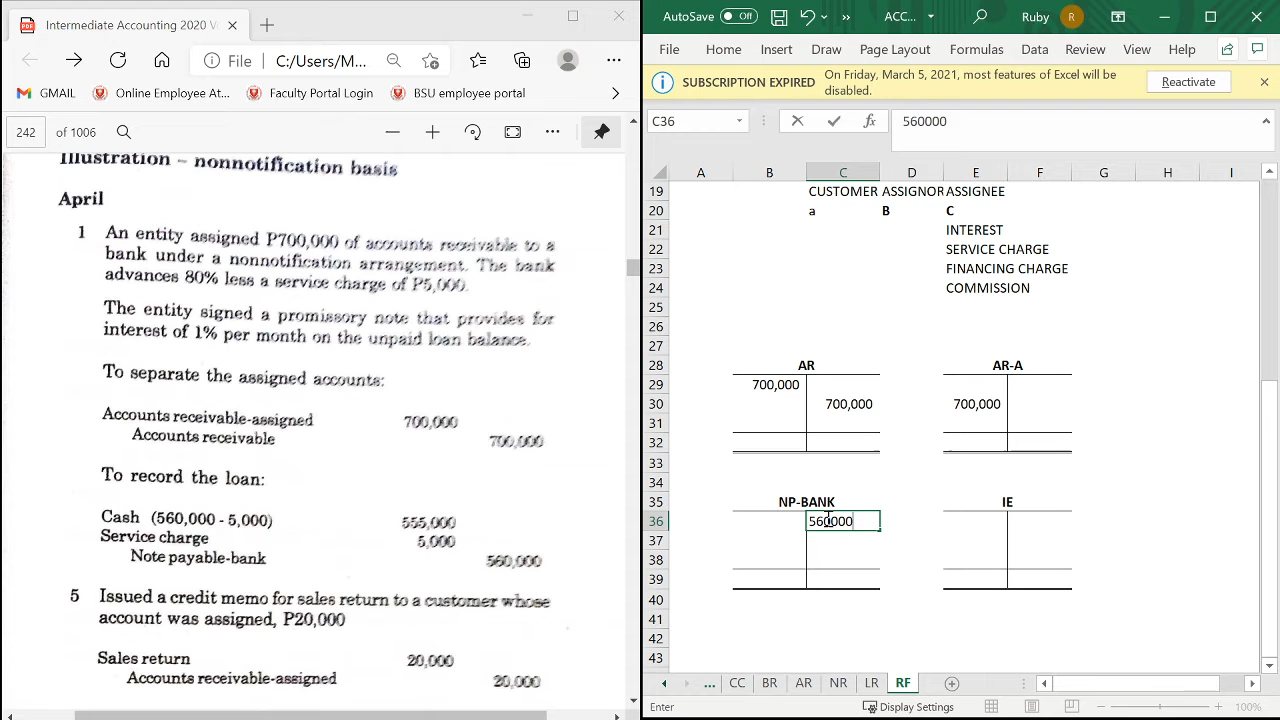 Intermediate Accounting 2020 V
File
C:/Users/M...
GMAIL
Online Employee At...
Faculty Portal Login
BSU employee portal
242 of 1006
Illustration – nonnotification basis
April
1 An entity assigned P700,000 of accounts receivable to a
bank under a nonnotification arrangement. The bank
advances 80% less a service charge of P5,000.
The entity signed a promissory note that provides for
interest of 1% per month on the unpaid loan balance.
To separate the assigned accounts:
Accounts receivable-assigned 700,000
Accounts receivable 700,000
To record the loan:
Cash (560,000 - 5,000) 555,000
Service charge 5,000
Note payable-bank 560,000
5 Issued a credit memo for sales return to a customer whose
account was assigned, P20,000
Sales return 20,000
Accounts receivable-assigned 20,000
AutoSave Off ACC... Ruby R
File Home Insert Draw Page Layout Formulas Data Review View Help
SUBSCRIPTION EXPIRED On Friday, March 5, 2021, most features of Excel will be
disabled.
Reactivate
C36 fx 560000
A B C D E F G H I
19 CUSTOMER ASSIGNOR ASSIGNEE
20 a B C
21 INTEREST
22 SERVICE CHARGE
23 FINANCING CHARGE
24 COMMISSION
25
26
27
28 AR AR-A
29 700,000
30 700,000 700,000
31
32
33
34
35 NP-BANK IE
36 560000
37
38
39
40
41
42
43
... CC BR AR NR LR RF
Enter Display Settings 100%